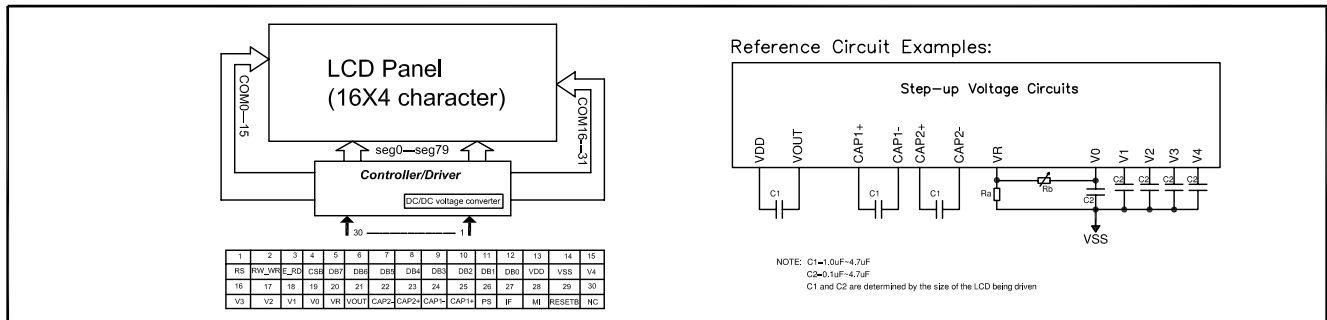 LCD Panel
(16X4 character)
COM0—15
COM16—31
seg0—seg79
Controller/Driver
DC/DC voltage converter
30 1
1 2 3 4 5 6 7 8 9 10 11 12 13 14 15
RS RW_WR E_RD CSB DB7 DB6 DB5 DB4 DB3 DB2 DB1 DB0 VDD VSS V4
16 17 18 19 20 21 22 23 24 25 26 27 28 29 30
V3 V2 V1 V0 VR VOUT CAP2- CAP2+ CAP1- CAP1+ PS IF MI RESETB NC
Reference Circuit Examples:
Step-up Voltage Circuits
VDD VOUT CAP1+ CAP1- CAP2+ CAP2- VR V0 V1 V2 V3 V4
C1 C1 C1 Ra Rb C2 C2 C2 C2 C2
VSS
NOTE: C1=1.0uF~4.7uF
C2=0.1uF~4.7uF
C1 and C2 are determined by the size of the LCD being driven